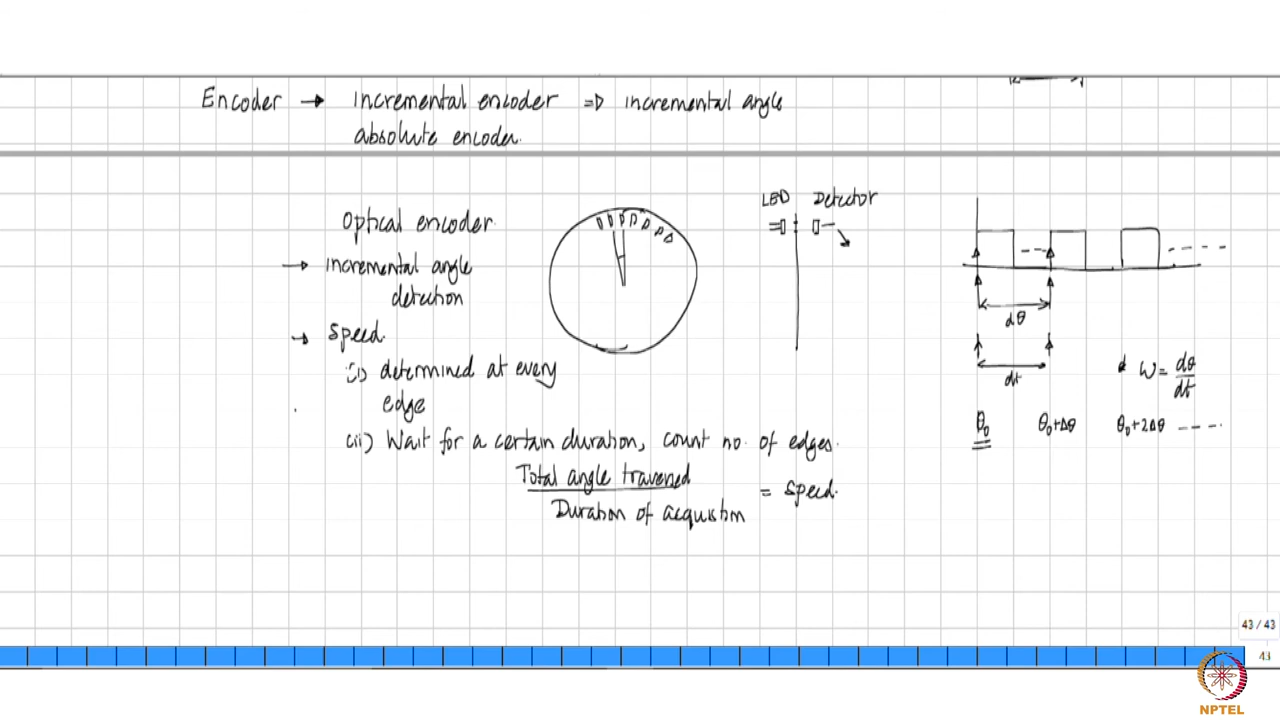 Encoder → incremental encoder ⇒ incremental angle
absolute encoder.
Optical encoder
→ incremental angle
detection
→ Speed.
(i) determined at every
edge
(ii) Wait for a certain duration, count no. of edges.
Total angle traversed
Duration of acquisition
= Speed.
LED Detector
dθ
dt
ω = dθ/dt
θ₀ θ₀+Δθ θ₀+2Δθ ----
43 / 43
43
NPTEL